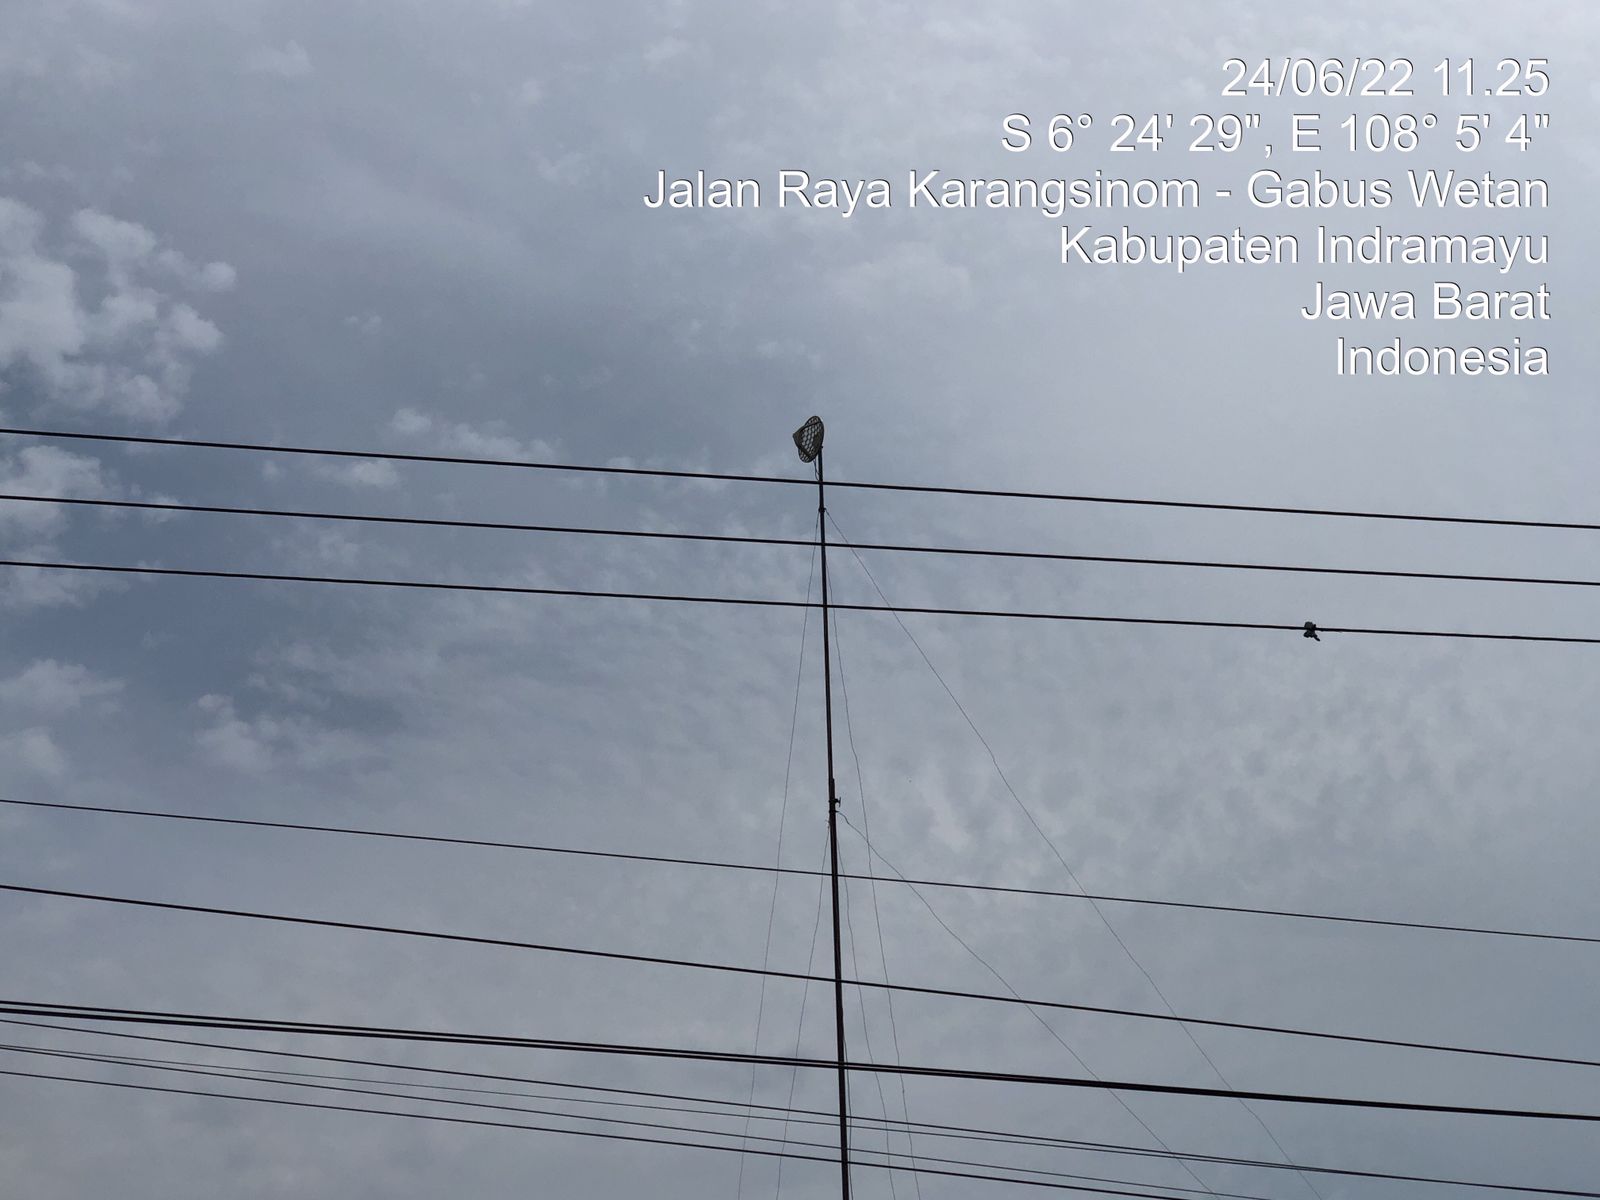 24/06/22 11.25
S 6° 24' 29", E 108° 5' 4"
Jalan Raya Karangsinom - Gabus Wetan
Kabupaten Indramayu
Jawa Barat
Indonesia